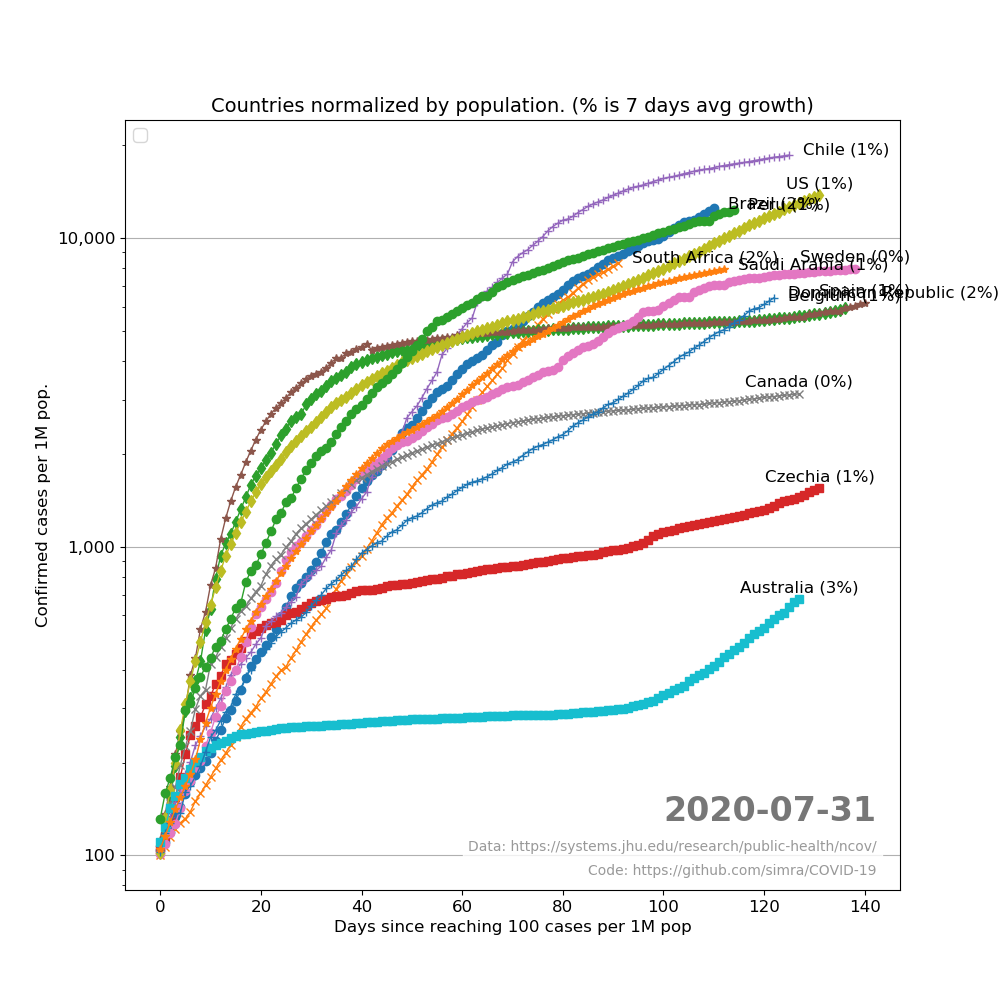 Countries normalized by population. (% is 7 days avg growth)
Chile (1%)
US (1%)
Brazil (2%)
Peru (1%)
South Africa (2%)
Sweden (0%)
Saudi Arabia (1%)
Spain (1%)
Dominican Republic (2%)
Belgium (1%)
Canada (0%)
Czechia (1%)
Australia (3%)
10,000
1,000
100
Confirmed cases per 1M pop.
2020-07-31
Data: https://systems.jhu.edu/research/public-health/ncov/
Code: https://github.com/simra/COVID-19
0 20 40 60 80 100 120 140
Days since reaching 100 cases per 1M pop